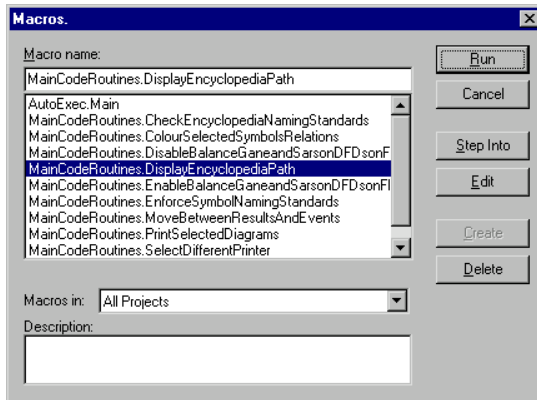 Macros.
Macro name:
MainCodeRoutines.DisplayEncyclopediaPath
AutoExec.Main
MainCodeRoutines.CheckEncyclopediaNamingStandards
MainCodeRoutines.ColourSelectedSymbolsRelations
MainCodeRoutines.DisableBalanceGaneandSarsonDFDsonF
MainCodeRoutines.DisplayEncyclopediaPath
MainCodeRoutines.EnableBalanceGaneandSarsonDFDsonFl
MainCodeRoutines.EnforceSymbolNamingStandards
MainCodeRoutines.MoveBetweenResultsAndEvents
MainCodeRoutines.PrintSelectedDiagrams
MainCodeRoutines.SelectDifferentPrinter
Macros in: All Projects
Description:
Run
Cancel
Step Into
Edit
Create
Delete